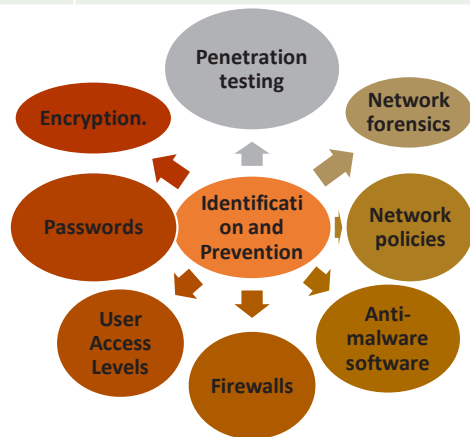 Penetration
testing
Network
forensics
Encryption.
Identificati
on and
Prevention
Passwords
Network
policies
User
Access
Levels
Anti-
malware
software
Firewalls